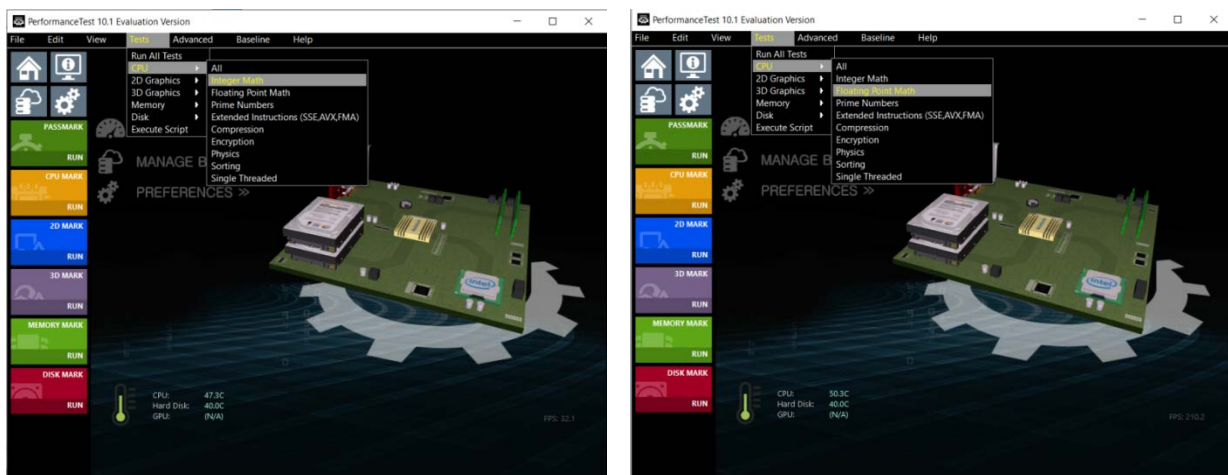 PerformanceTest 10.1 Evaluation Version
File Edit View Tests Advanced Baseline Help
Run All Tests
CPU
2D Graphics
3D Graphics
Memory
Disk
Execute Script
All
Integer Math
Floating Point Math
Prime Numbers
Extended Instructions (SSE,AVX,FMA)
Compression
Encryption
Physics
Sorting
Single Threaded
PASSMARK
RUN
CPU MARK
RUN
2D MARK
RUN
3D MARK
RUN
MEMORY MARK
RUN
DISK MARK
RUN
MANAGE B
PREFERENCES »
intel
CPU: 47.3C
Hard Disk: 40.0C
GPU: (N/A)
FPS: 32.1
PerformanceTest 10.1 Evaluation Version
File Edit View Tests Advanced Baseline Help
Run All Tests
CPU
2D Graphics
3D Graphics
Memory
Disk
Execute Script
All
Integer Math
Floating Point Math
Prime Numbers
Extended Instructions (SSE,AVX,FMA)
Compression
Encryption
Physics
Sorting
Single Threaded
PASSMARK
RUN
CPU MARK
RUN
2D MARK
RUN
3D MARK
RUN
MEMORY MARK
RUN
DISK MARK
RUN
MANAGE B
PREFERENCES »
intel
CPU: 50.3C
Hard Disk: 40.0C
GPU: (N/A)
FPS: 210.2